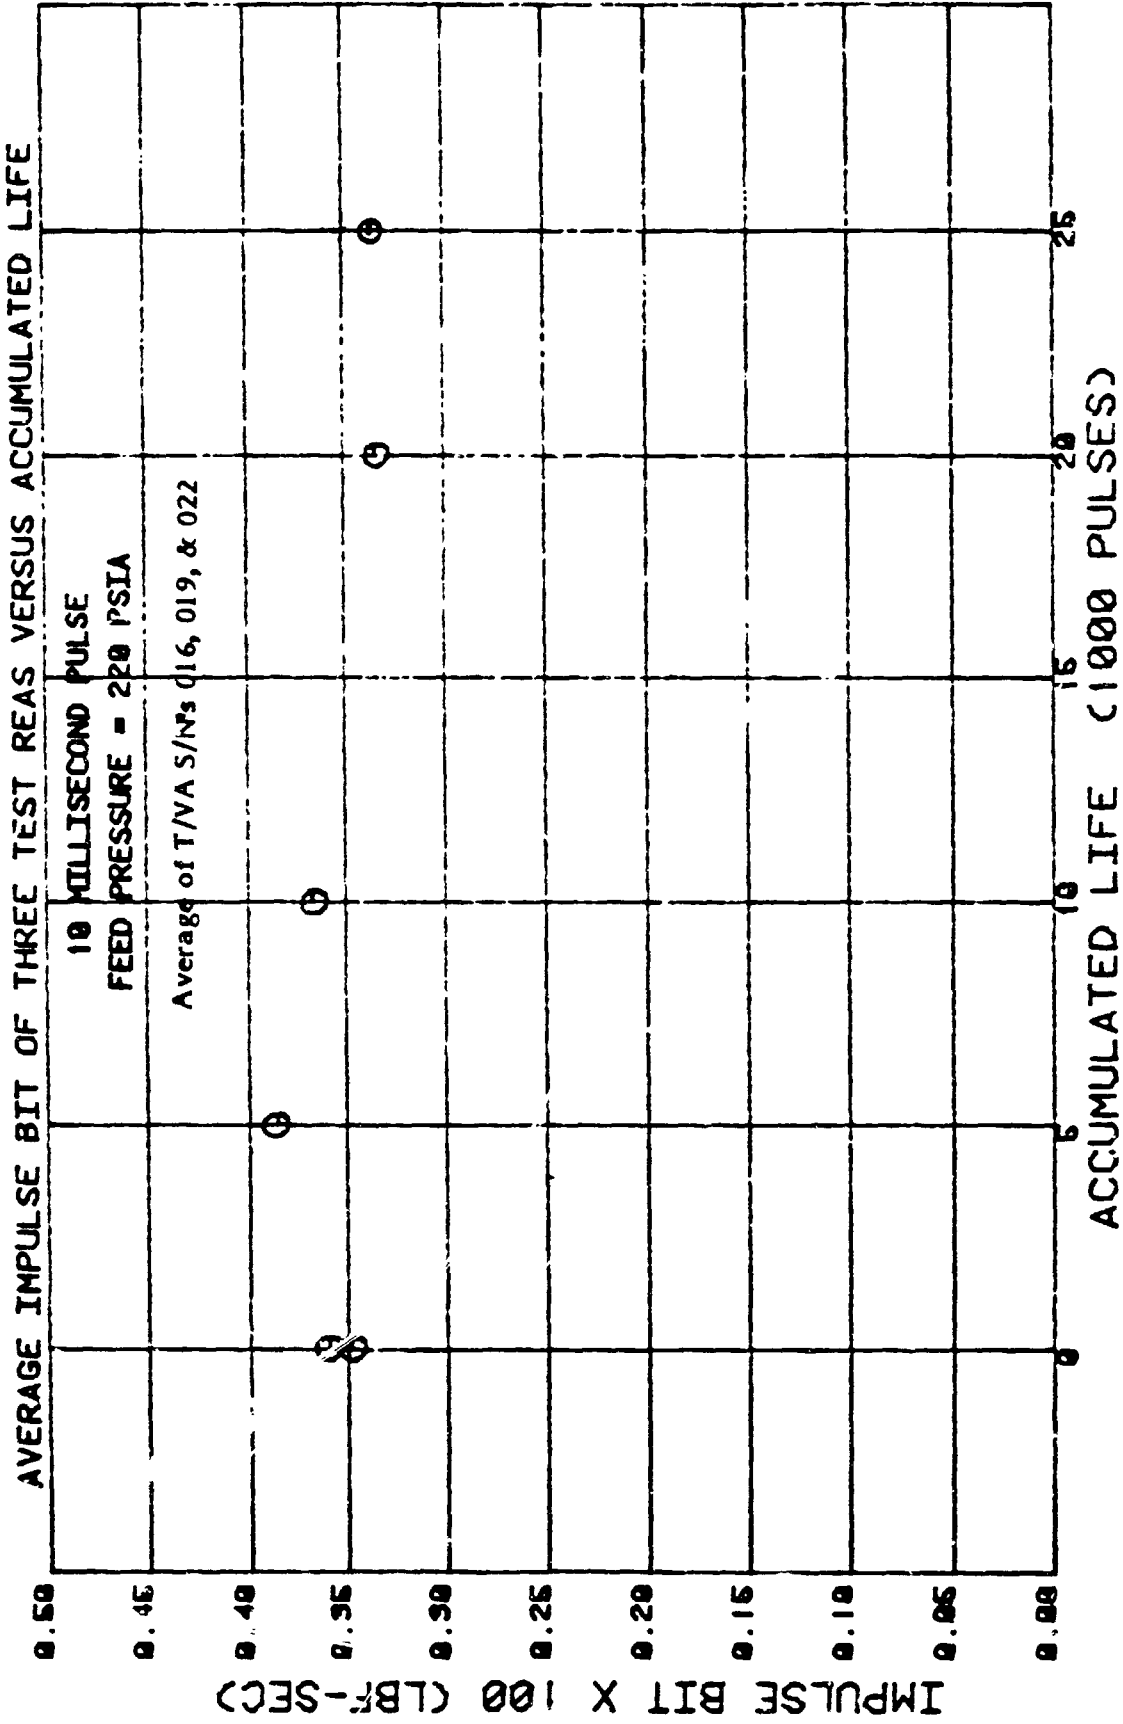 AVERAGE IMPULSE BIT OF THREE TEST REAS VERSUS ACCUMULATED LIFE
10 MILLISECOND PULSE
FEED PRESSURE = 220 PSIA
Average of T/VA S/N's 016, 019, & 022
IMPULSE BIT X 100 (LBF-SEC)
0.50
0.45
0.40
0.35
0.30
0.25
0.20
0.15
0.10
0.05
0.00
0
5
10
15
20
25
ACCUMULATED LIFE (1000 PULSES)